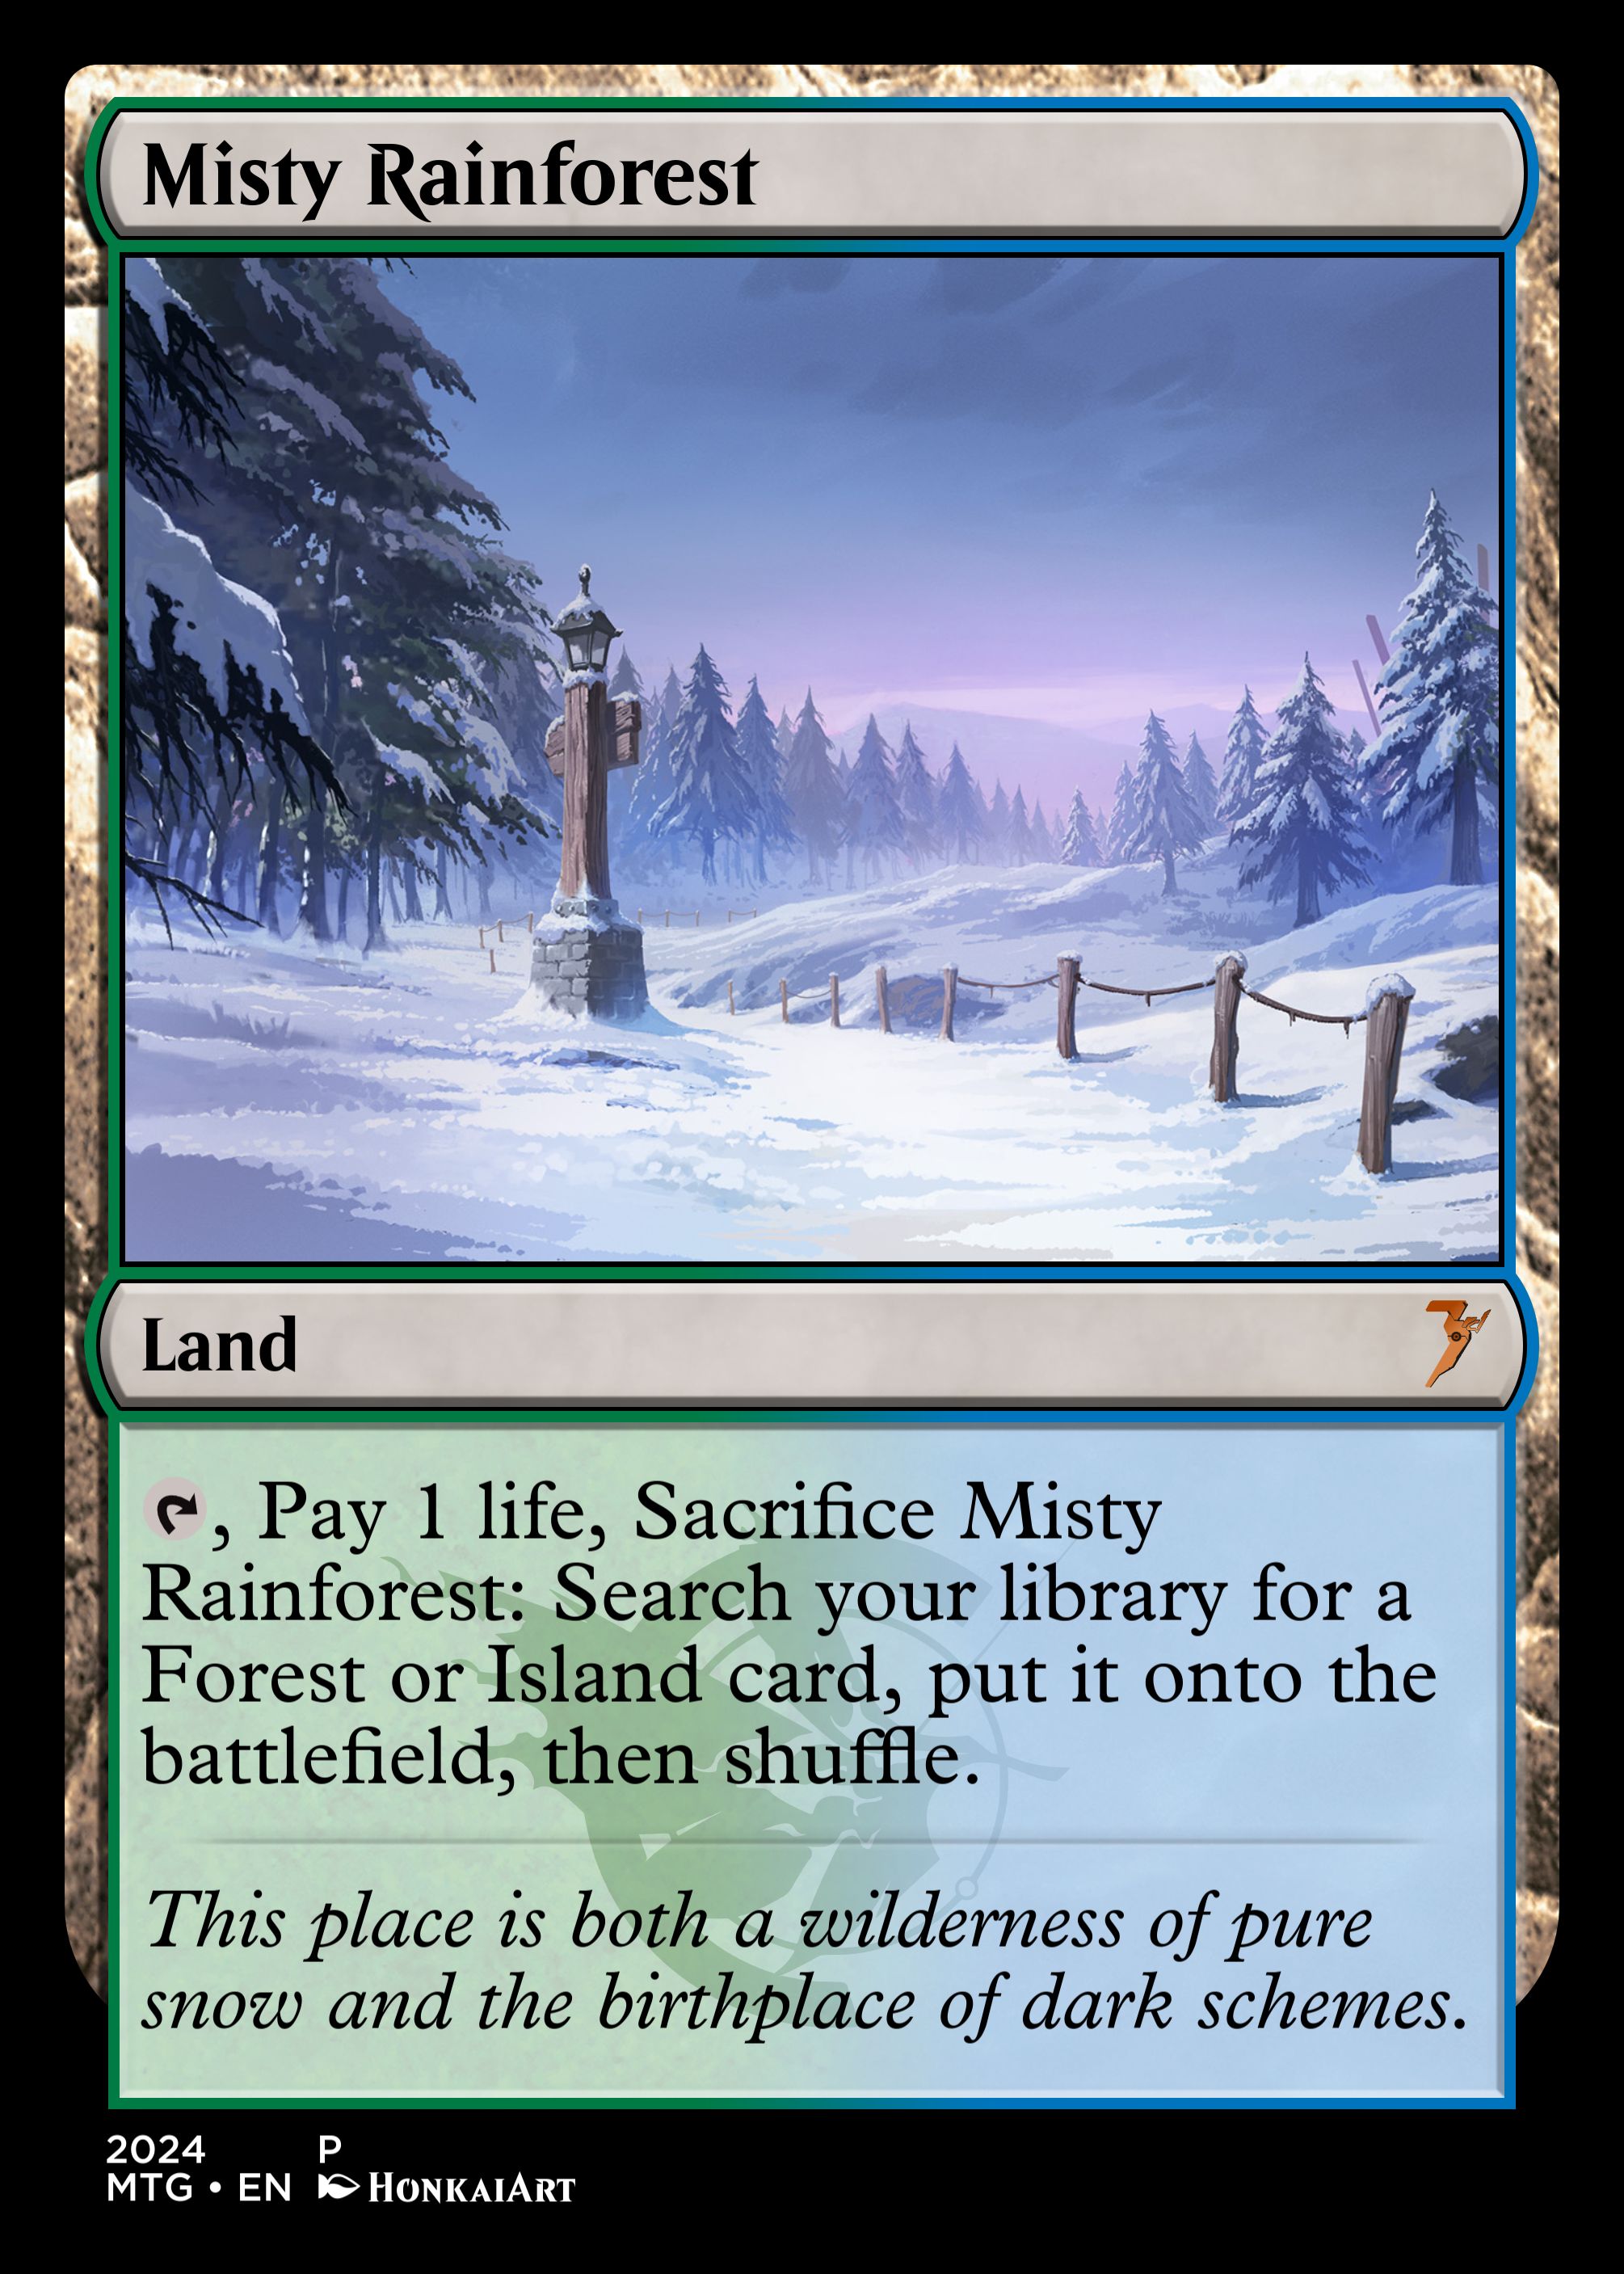 Misty Rainforest
Land
, Pay 1 life, Sacrifice Misty
Rainforest: Search your library for a
Forest or Island card, put it onto the
battlefield, then shuffle.
This place is both a wilderness of pure
snow and the birthplace of dark schemes.
2024 P
MTG • EN HonkaiArt